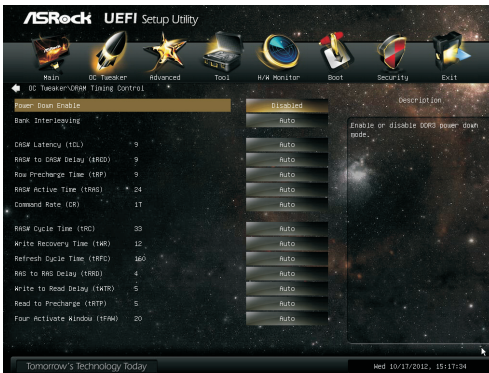 ASRock UEFI Setup Utility
Main OC Tweaker Advanced Tool H/W Monitor Boot Security Exit
OC Tweaker\DRAM Timing Control
Power Down Enable Disabled
Bank Interleaving Auto
CAS# Latency (tCL) 9 Auto
RAS# to CAS# Delay (tRCD) 9 Auto
Row Precharge Time (tRP) 9 Auto
RAS# Active Time (tRAS) 24 Auto
Command Rate (CR) 1T Auto
RAS# Cycle Time (tRC) 33 Auto
Write Recovery Time (tWR) 12 Auto
Refresh Cycle Time (tRFC) 160 Auto
RAS to RAS Delay (tRRD) 4 Auto
Write to Read Delay (tWTR) 5 Auto
Read to Precharge (tRTP) 5 Auto
Four Activate Window (tFAW) 20 Auto
Description
Enable or disable DDR3 power down
mode.
Tomorrow's Technology Today
Wed 10/17/2012, 15:17:34